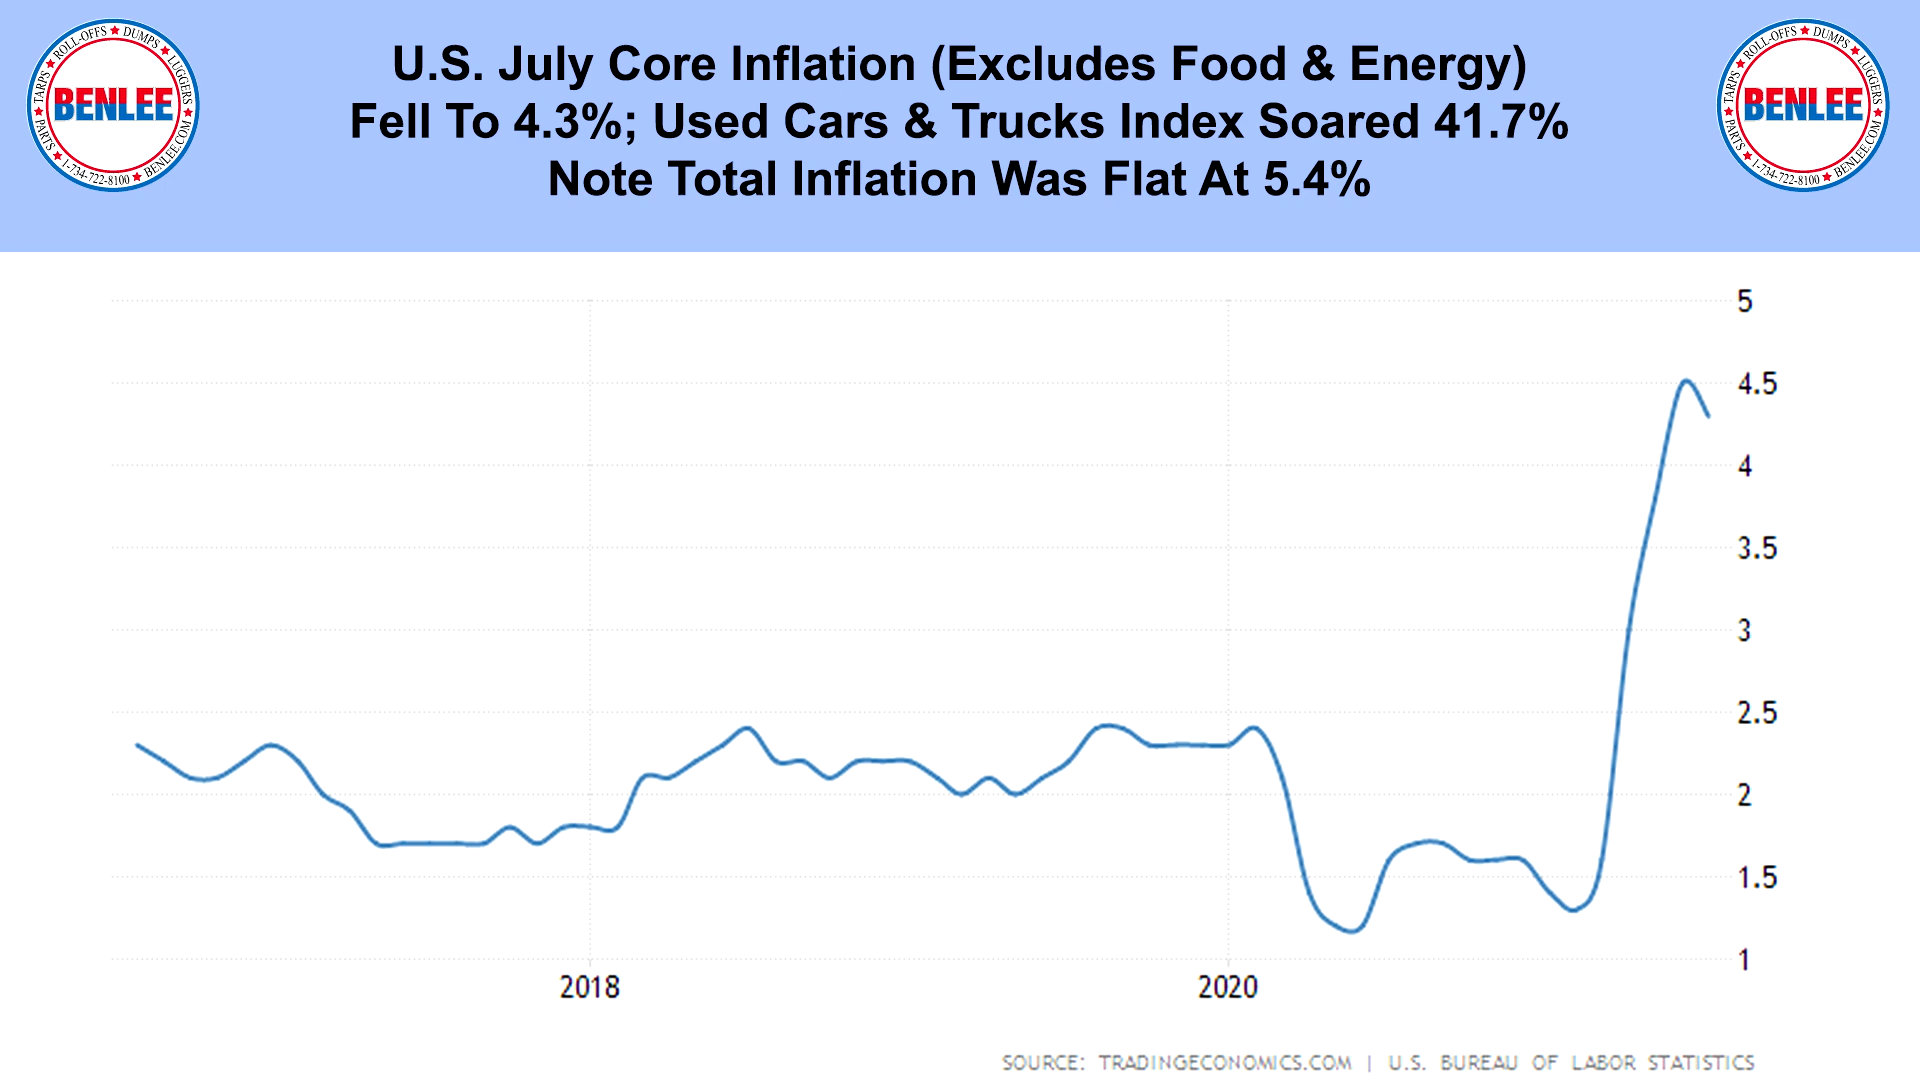 U.S. July Core Inflation (Excludes Food & Energy)
Fell To 4.3%; Used Cars & Trucks Index Soared 41.7%
Note Total Inflation Was Flat At 5.4%
PARTS ★ TARPS ★ ROLL-OFFS ★ DUMPS ★ LUGGERS ★
BENLEE
★ 1-734-722-8100 ★ BENLEE.COM
PARTS ★ TARPS ★ ROLL-OFFS ★ DUMPS ★ LUGGERS ★
BENLEE
★ 1-734-722-8100 ★ BENLEE.COM
5
4.5
4
3.5
3
2.5
2
1.5
1
2018 2020
SOURCE: TRADINGECONOMICS.COM | U.S. BUREAU OF LABOR STATISTICS